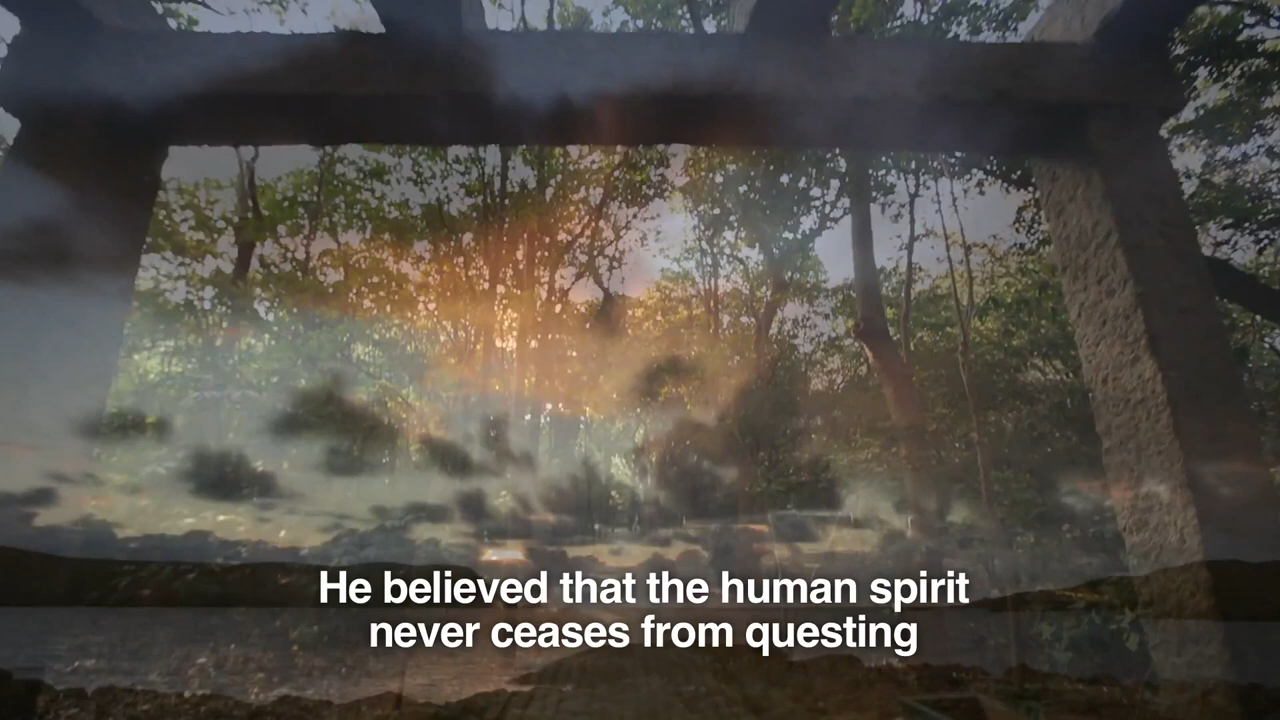 He believed that the human spirit
never ceases from questing